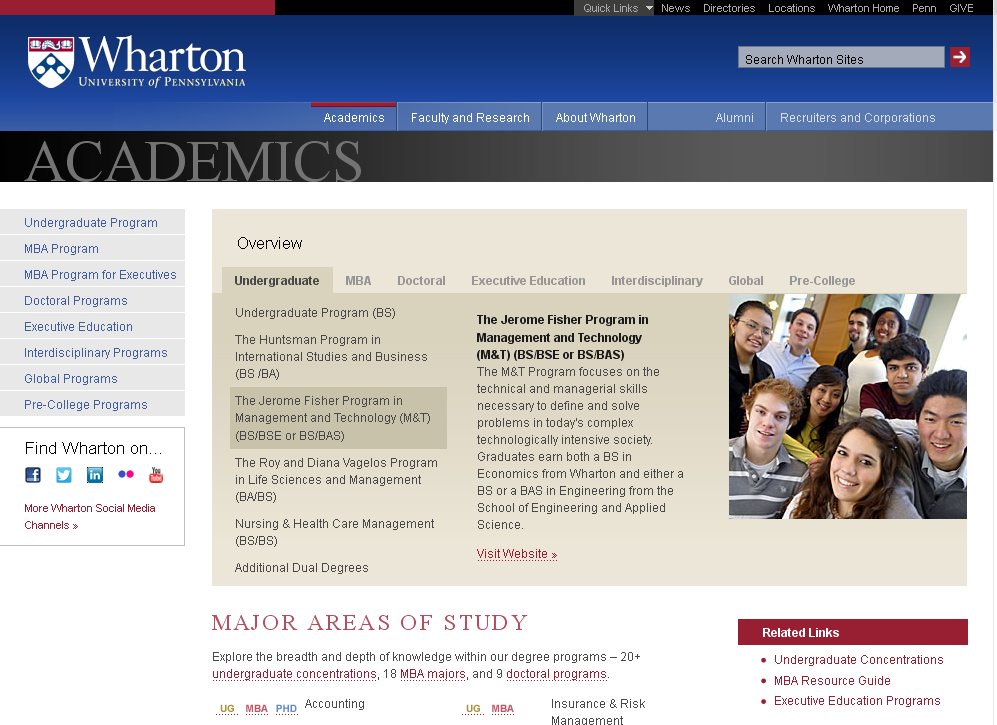 Quick Links News Directories Locations Wharton Home Penn GIVE
Wharton
UNIVERSITY of PENNSYLVANIA
Search Wharton Sites
Academics Faculty and Research About Wharton Alumni Recruiters and Corporations
ACADEMICS
Undergraduate Program
MBA Program
MBA Program for Executives
Doctoral Programs
Executive Education
Interdisciplinary Programs
Global Programs
Pre-College Programs
Find Wharton on...
You
Tube
More Wharton Social Media
Channels »
Overview
Undergraduate MBA Doctoral Executive Education Interdisciplinary Global Pre-College
Undergraduate Program (BS)
The Huntsman Program in
International Studies and Business
(BS /BA)
The Jerome Fisher Program in
Management and Technology (M&T)
(BS/BSE or BS/BAS)
The Roy and Diana Vagelos Program
in Life Sciences and Management
(BA/BS)
Nursing & Health Care Management
(BS/BS)
Additional Dual Degrees
The Jerome Fisher Program in
Management and Technology
(M&T) (BS/BSE or BS/BAS)
The M&T Program focuses on the
technical and managerial skills
necessary to define and solve
problems in today's complex
technologically intensive society.
Graduates earn both a BS in
Economics from Wharton and either a
BS or a BAS in Engineering from the
School of Engineering and Applied
Science.
Visit Website »
MAJOR AREAS OF STUDY
Explore the breadth and depth of knowledge within our degree programs – 20+
undergraduate concentrations, 18 MBA majors, and 9 doctoral programs.
UG MBA PHD Accounting
UG MBA Insurance & Risk
Management
Related Links
Undergraduate Concentrations
MBA Resource Guide
Executive Education Programs